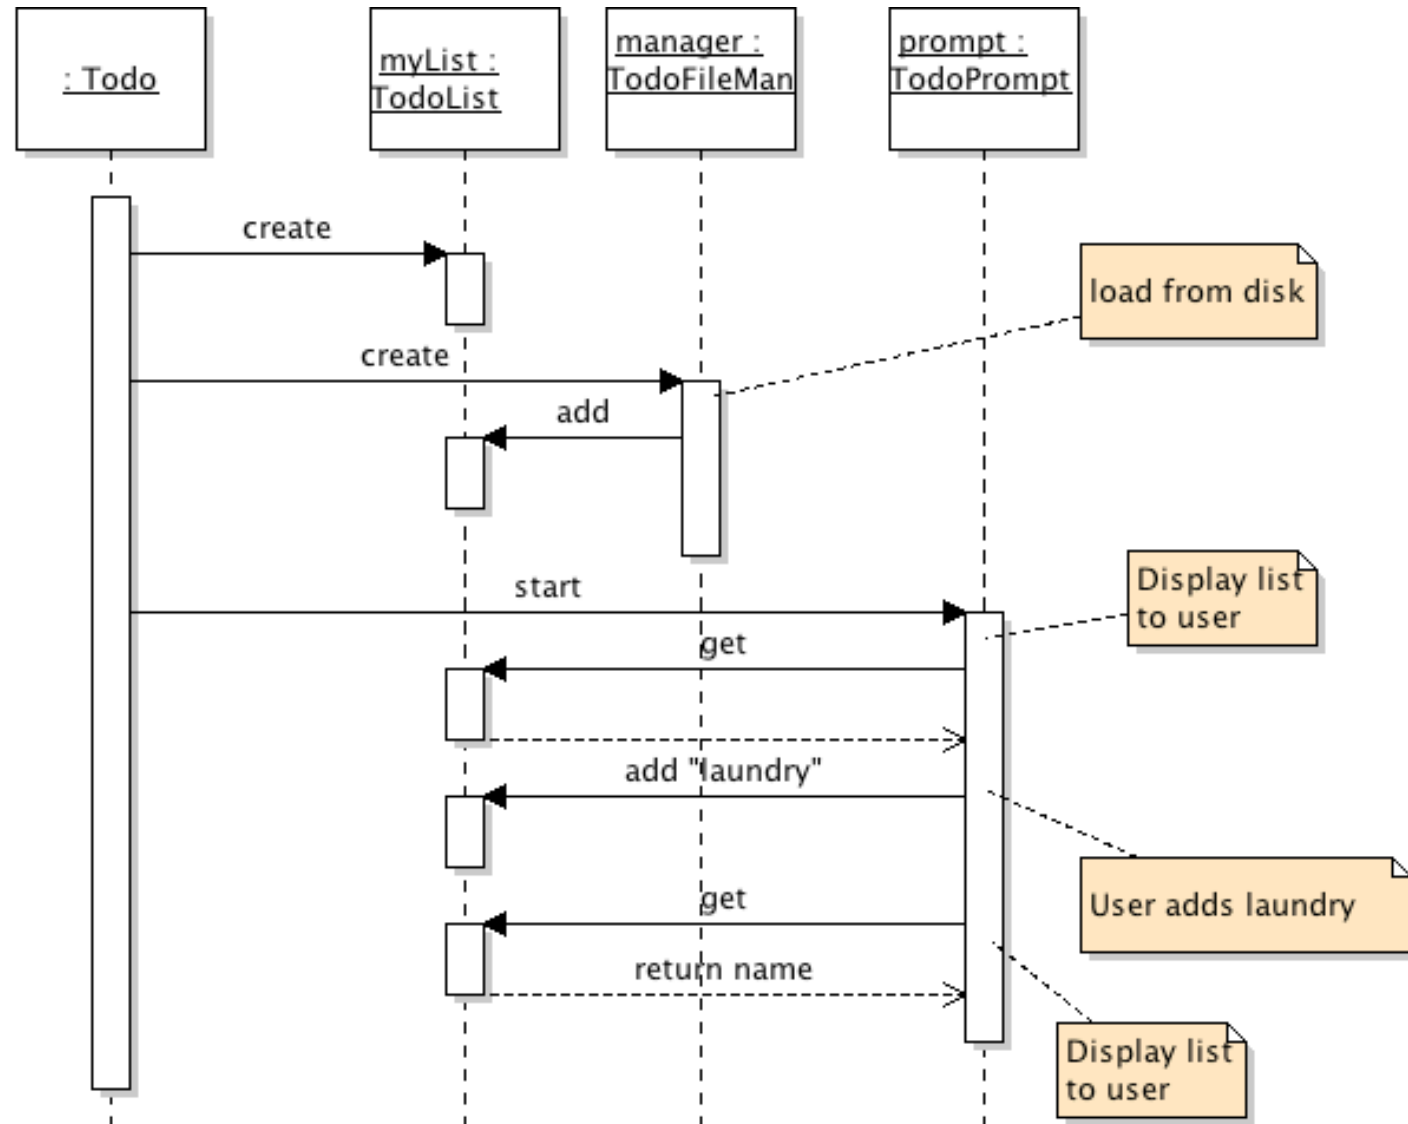 : Todo
myList :
TodoList
manager :
TodoFileMan
prompt :
TodoPrompt
create
load from disk
create
add
Display list
to user
start
get
add "laundry"
User adds laundry
get
return name
Display list
to user